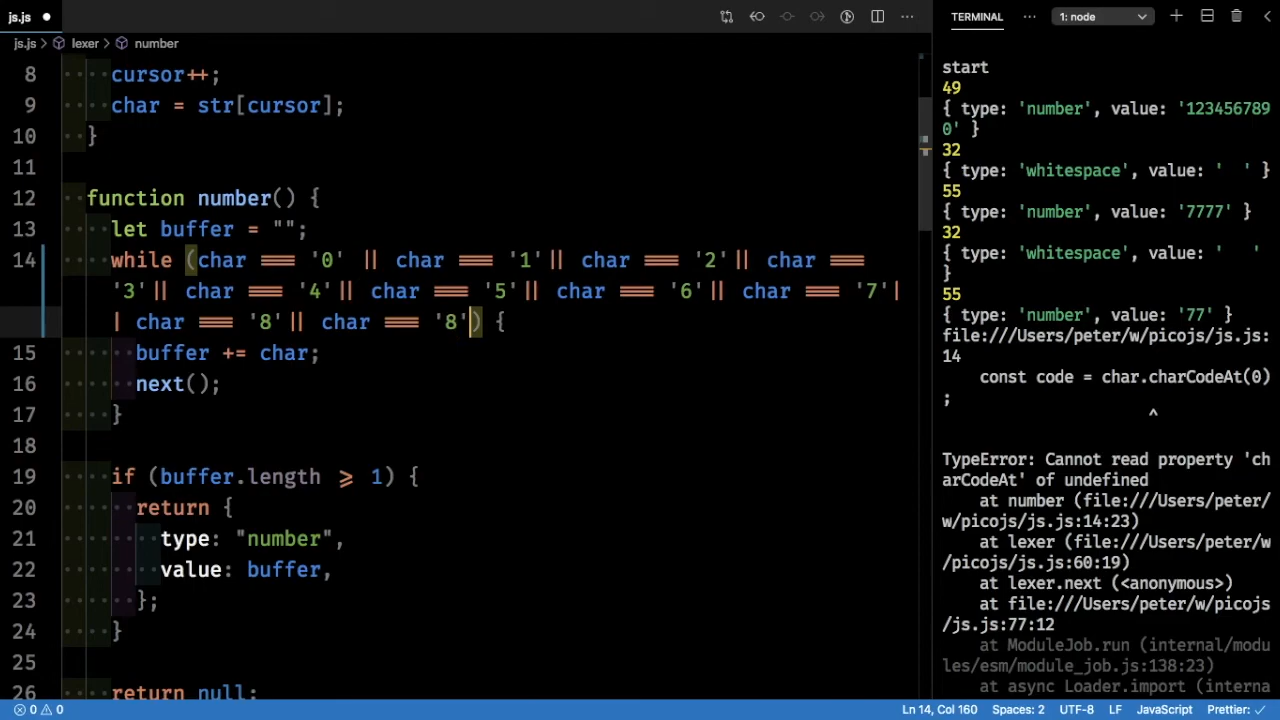 js.js ●
TERMINAL ··· 1: node
js.js > lexer > number
8 cursor++;
9 char = str[cursor];
10 }
11
12 function number() {
13 let buffer = "";
14 while (char === '0' || char === '1'|| char === '2'|| char ===
'3'|| char === '4'|| char === '5'|| char === '6'|| char === '7'|
| char === '8'|| char === '8') {
15 buffer += char;
16 next();
17 }
18
19 if (buffer.length >= 1) {
20 return {
21 type: "number",
22 value: buffer,
23 };
24 }
25
26 return null;
start
49
{ type: 'number', value: '123456789
0' }
32
{ type: 'whitespace', value: '  ' }
55
{ type: 'number', value: '7777' }
32
{ type: 'whitespace', value: '   '
}
55
{ type: 'number', value: '77' }
file:///Users/peter/w/picojs/js.js:
14
    const code = char.charCodeAt(0)
;
^
TypeError: Cannot read property 'ch
arCodeAt' of undefined
    at number (file:///Users/peter/
w/picojs/js.js:14:23)
    at lexer (file:///Users/peter/w
/picojs/js.js:60:19)
    at lexer.next (<anonymous>)
    at file:///Users/peter/w/picojs
/js.js:77:12
    at ModuleJob.run (internal/modu
les/esm/module_job.js:138:23)
    at async Loader.import (interna
0 0 Ln 14, Col 160 Spaces: 2 UTF-8 LF JavaScript Prettier: ✓